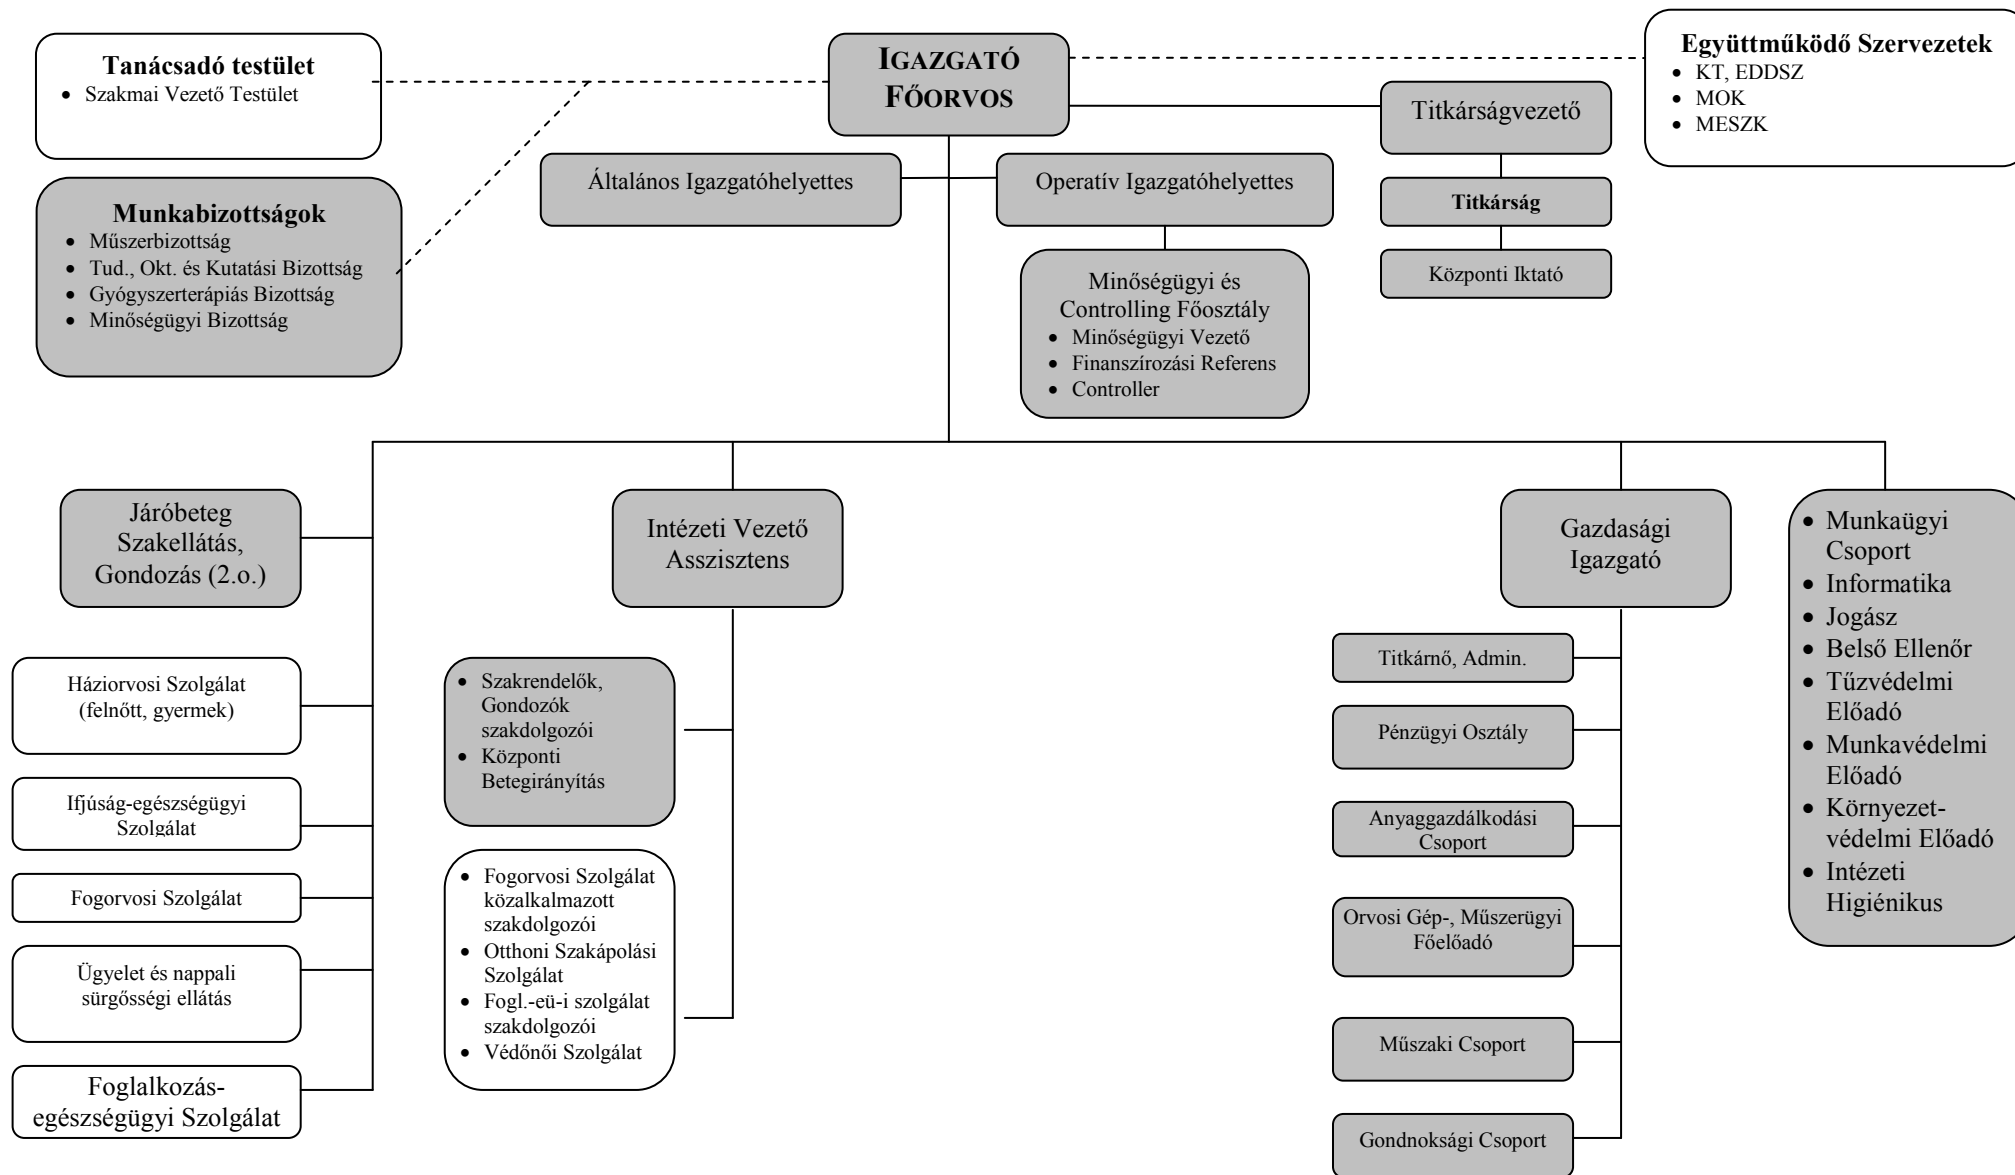 Tanácsadó testület
• Szakmai Vezető Testület
IGAZGATÓ
FŐORVOS
Együttműködő Szervezetek
• KT, EDDSZ
• MOK
• MESZK
Titkárságvezető
Általános Igazgatóhelyettes
Operatív Igazgatóhelyettes
Titkárság
Központi Iktató
Munkabizottságok
• Műszerbizottság
• Tud., Okt. és Kutatási Bizottság
• Gyógyszerterápiás Bizottság
• Minőségügyi Bizottság
Minőségügyi és
Controlling Főosztály
• Minőségügyi Vezető
• Finanszírozási Referens
• Controller
Járóbeteg
Szakellátás,
Gondozás (2.o.)
Háziorvosi Szolgálat
(felnőtt, gyermek)
Ifjúság-egészségügyi
Szolgálat
Fogorvosi Szolgálat
Ügyelet és nappali
sürgősségi ellátás
Foglalkozás-
egészségügyi Szolgálat
Intézeti Vezető
Asszisztens
• Szakrendelők,
Gondozók
szakdolgozói
• Központi
Betegirányítás
• Fogorvosi Szolgálat
közalkalmazott
szakdolgozói
• Otthoni Szakápolási
Szolgálat
• Fogl.-eü-i szolgálat
szakdolgozói
• Védőnői Szolgálat
Gazdasági
Igazgató
Titkárnő, Admin.
Pénzügyi Osztály
Anyaggazdálkodási
Csoport
Orvosi Gép-, Műszerügyi
Főelőadó
Műszaki Csoport
Gondnoksági Csoport
• Munkaügyi
Csoport
• Informatika
• Jogász
• Belső Ellenőr
• Tűzvédelmi
Előadó
• Munkavédelmi
Előadó
• Környezet-
védelmi Előadó
• Intézeti
Higiénikus